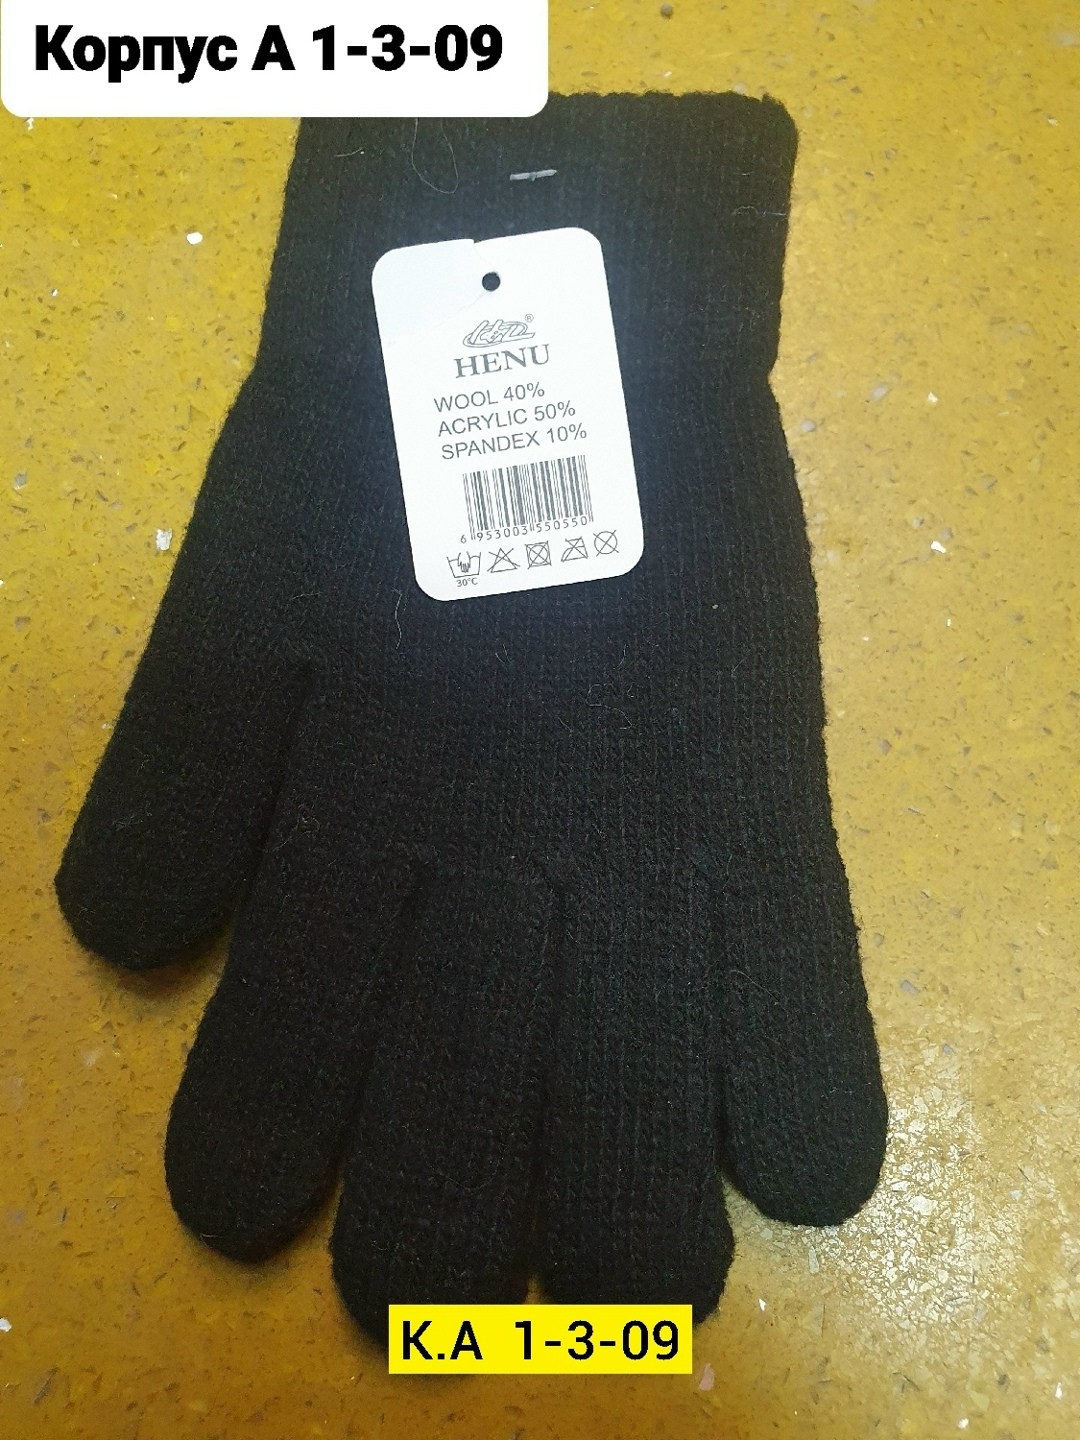 Корпус А 1-3-09
®
HENU
WOOL 40%
ACRYLIC 50%
SPANDEX 10%
6 953003 550550
30°C
К.А 1-3-09